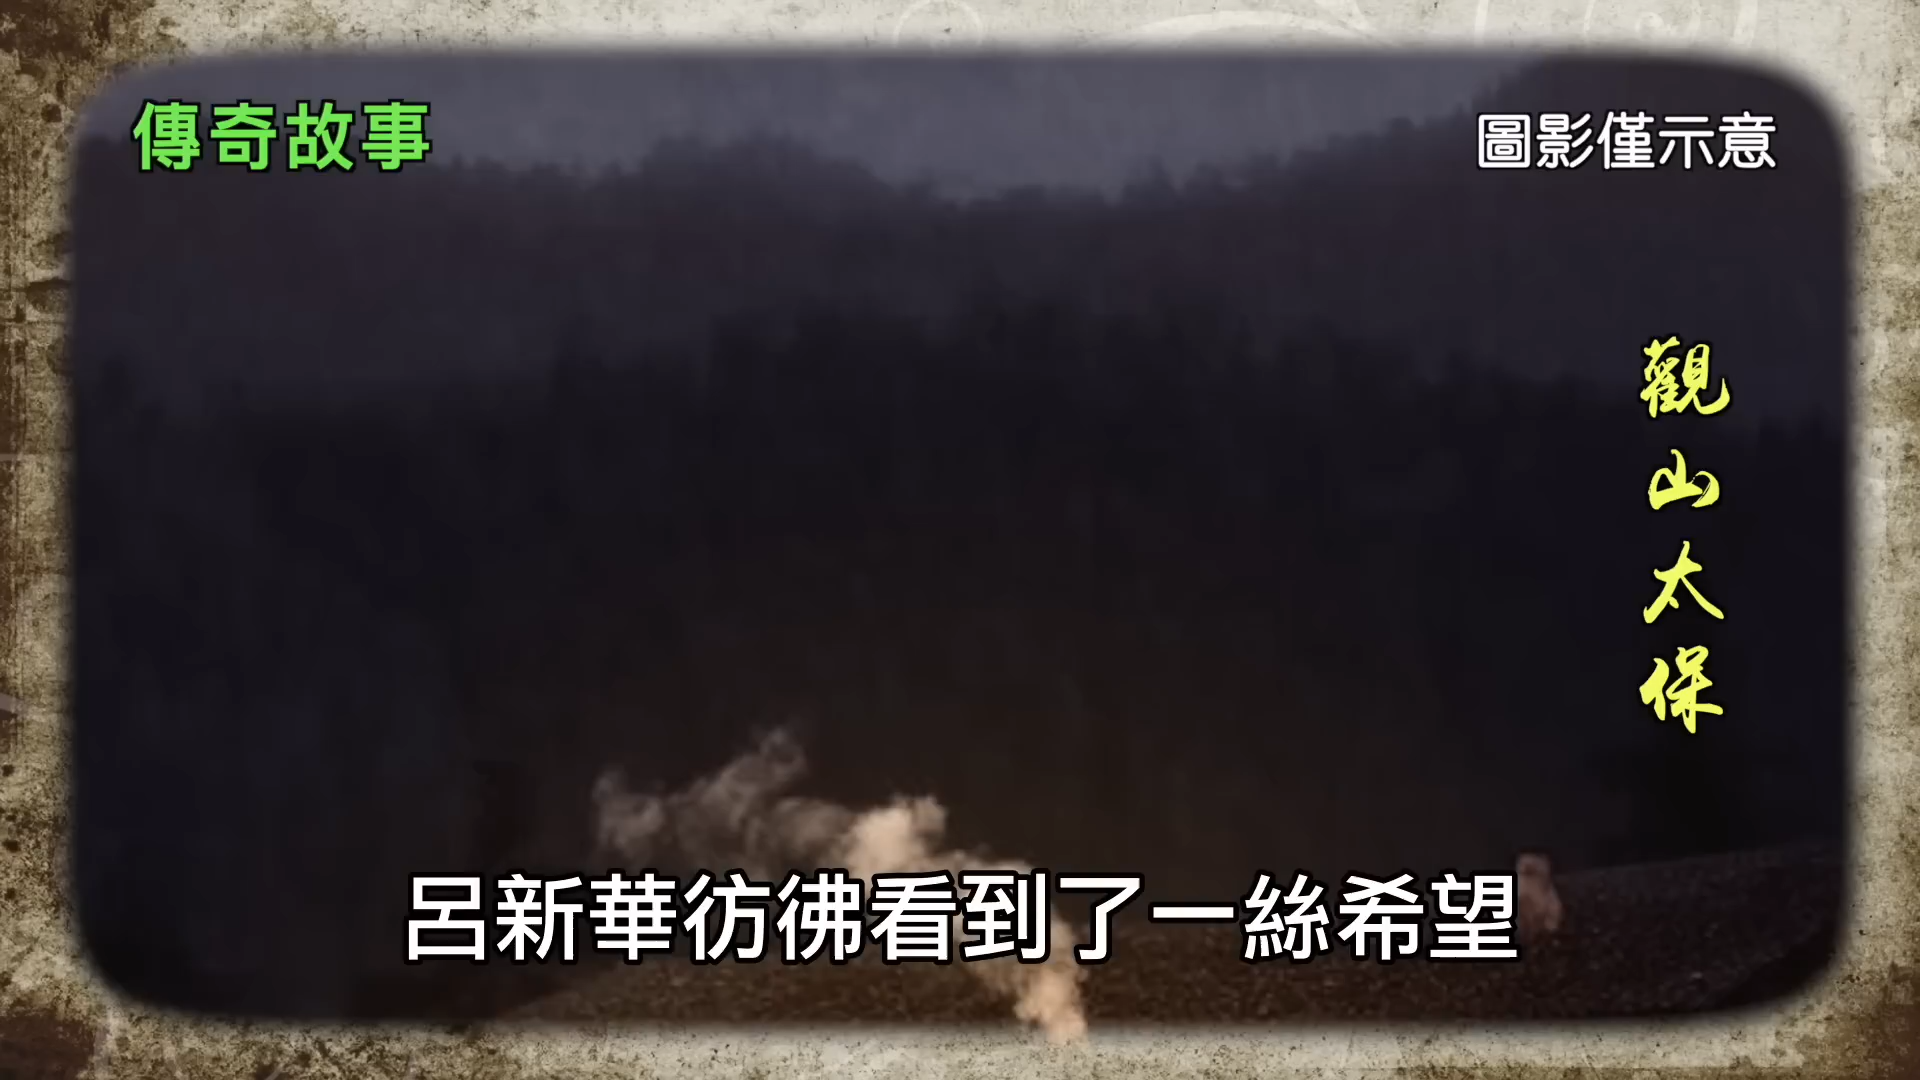 傳奇故事
圖影僅示意
觀山太保
呂新華彷彿看到了一絲希望